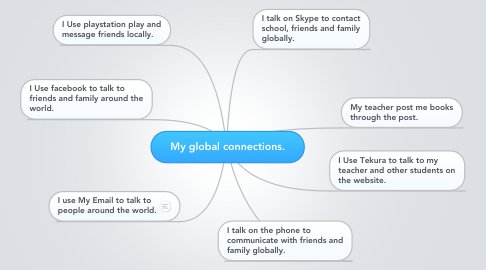 I Use playstation play and
message friends locally.
I talk on Skype to contact
school, friends and family
globally.
I Use facebook to talk to
friends and family around the
world.
My teacher post me books
through the post.
My global connections.
I Use Tekura to talk to my
teacher and other students on
the website.
I use My Email to talk to
people around the world.
I talk on the phone to
communicate with friends and
family globally.